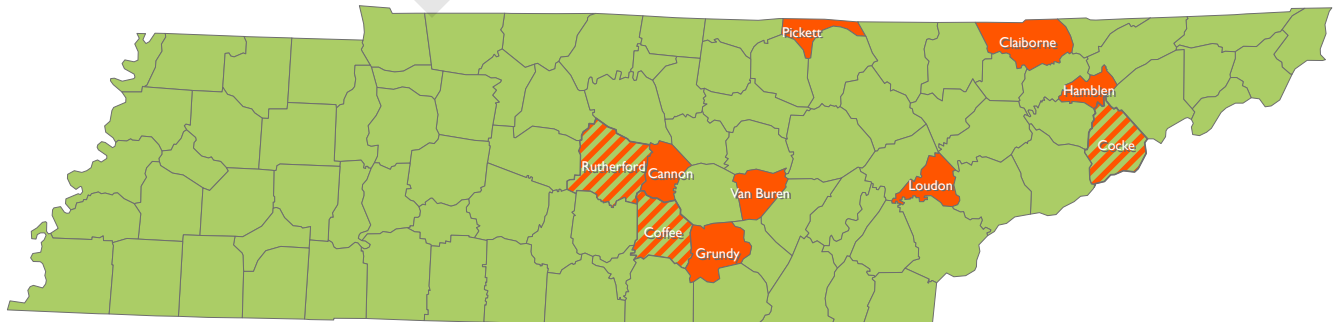 Pickett
Claiborne
Hamblen
Cocke
Rutherford
Cannon
Van Buren
Loudon
Coffee
Grundy